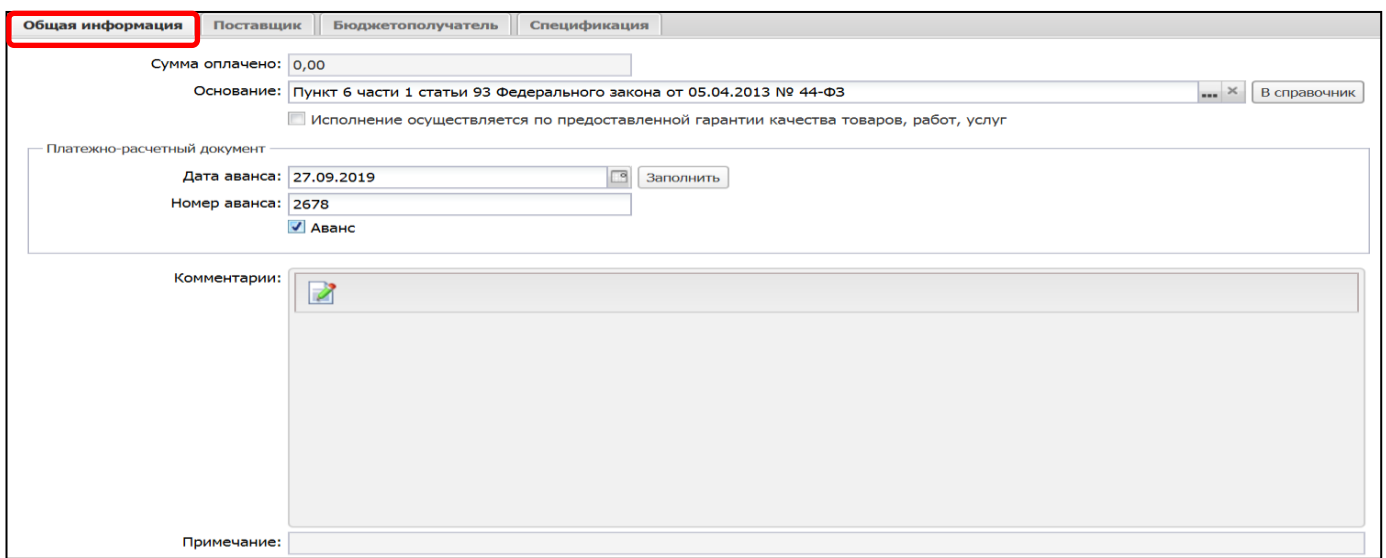 Общая информация Поставщик Бюджетополучатель Спецификация
Сумма оплачено: 0,00
Основание: Пункт 6 части 1 статьи 93 Федерального закона от 05.04.2013 № 44-ФЗ ... × В справочник
Исполнение осуществляется по предоставленной гарантии качества товаров, работ, услуг
Платежно-расчетный документ
Дата аванса: 27.09.2019 Заполнить
Номер аванса: 2678
Аванс
Комментарии:
Примечание: